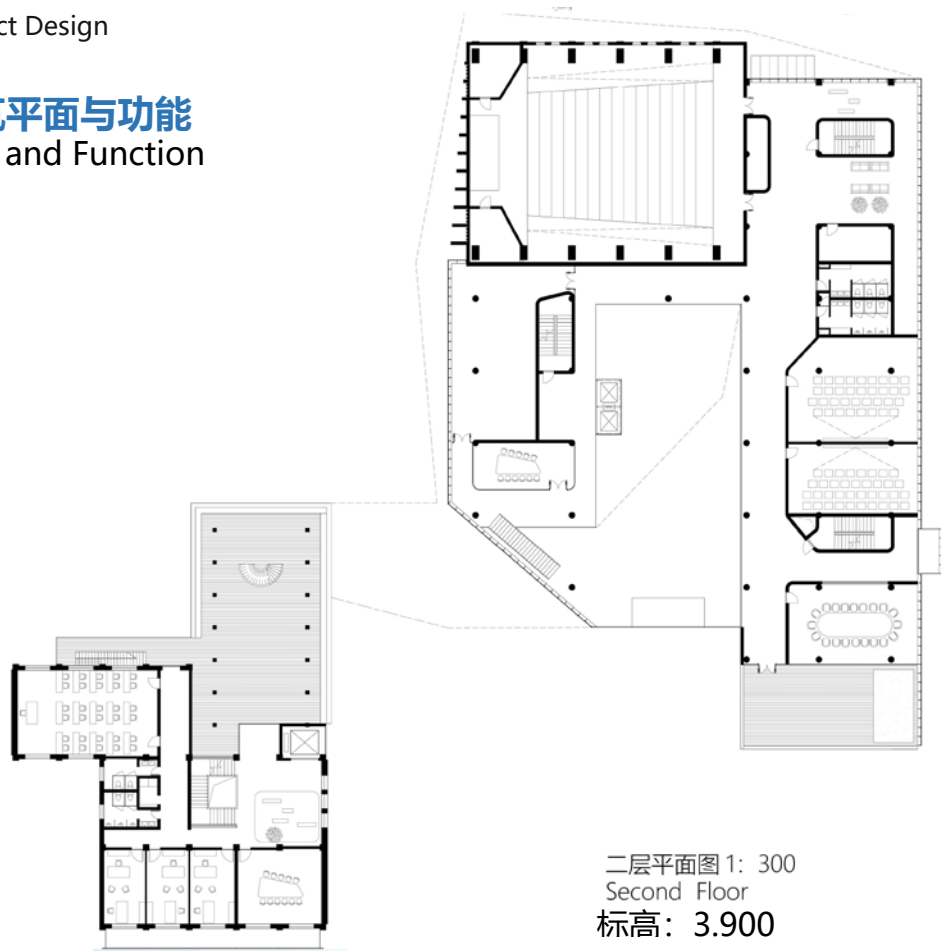 ct Design
平面与功能
and Function
二层平面图 1：300
Second Floor
标高：3.900